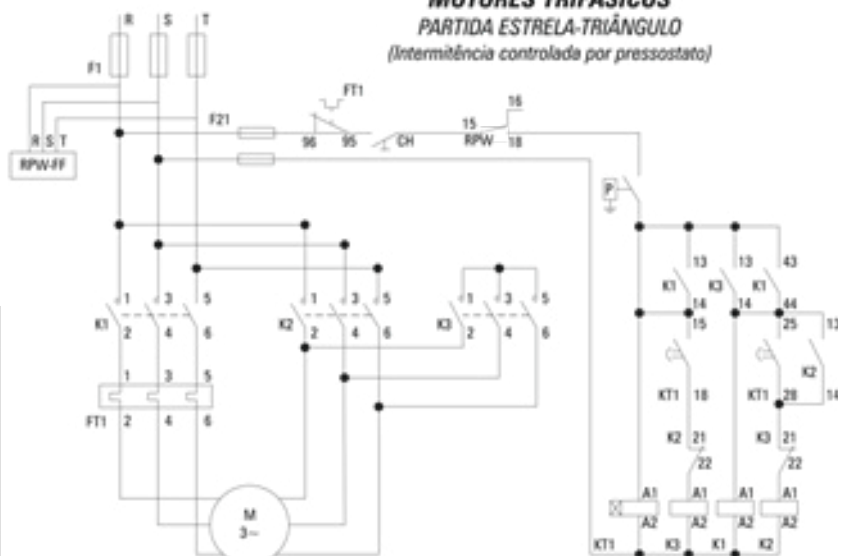 MOTORES TRIFÁSICOS
PARTIDA ESTRELA-TRIÂNGULO
(Intermitência controlada por pressostato)
R S T
F1
FT1
F21
16
15
96 95 CH RPW 18
R S T
RPW-FF
P
13 13 43
K1 K3 K1
14 14 44
1 3 5 1 3 5 1 3 5
K1 K2 K3
2 4 6 2 4 6 2 4 6
15 25 13
K2
1 3 5
KT1 18 KT1 28 14
FT1 2 4 6
K2 21 K3 21
22 22
M
3~
A1 A1 A1 A1
A2 A2 A2 A2
KT1 K3 K1 K2